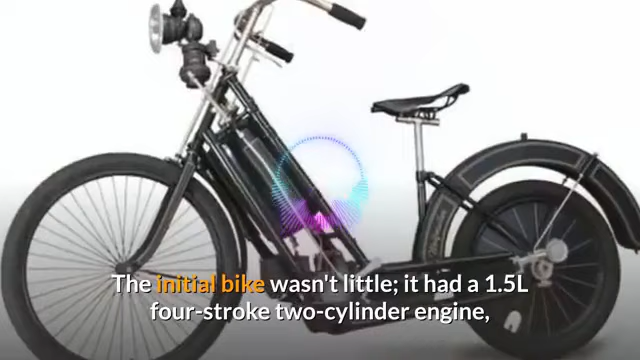 The initial bike wasn't little; it had a 1.5L
four-stroke two-cylinder engine,